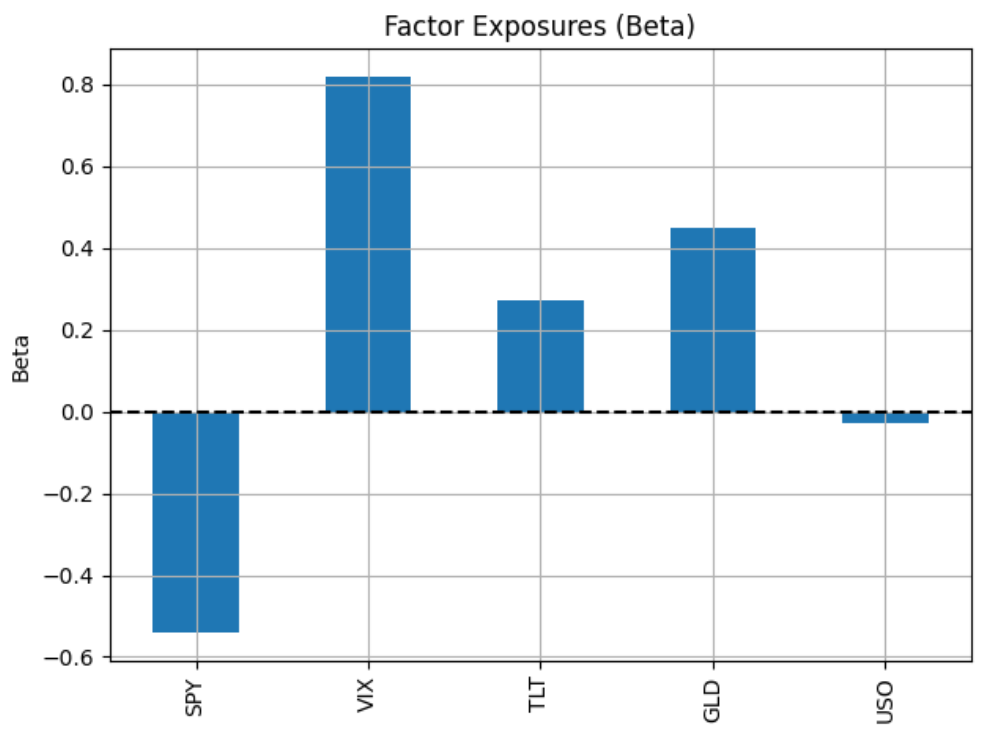 Factor Exposures (Beta)
Beta
0.8
0.6
0.4
0.2
0.0
−0.2
−0.4
−0.6
SPY
VIX
TLT
GLD
USO